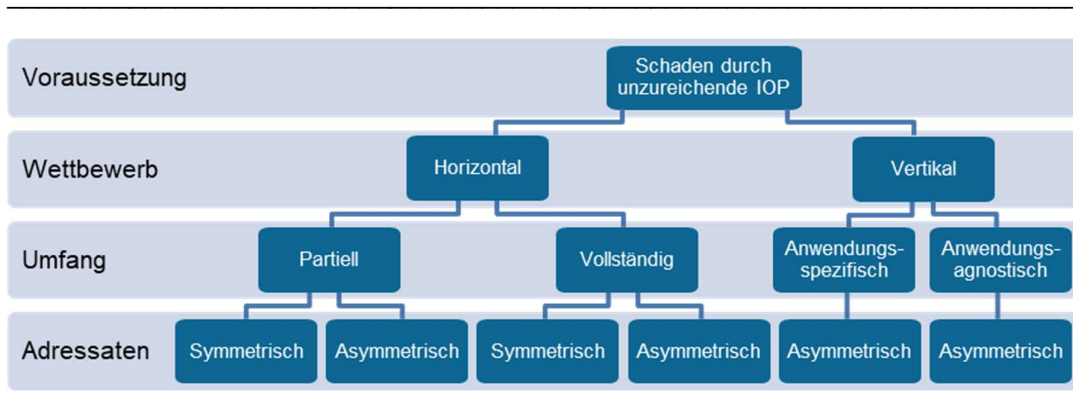 Voraussetzung
Schaden durch
unzureichende IOP
Wettbewerb
Horizontal
Vertikal
Umfang
Partiell
Vollständig
Anwendungs-
spezifisch
Anwendungs-
agnostisch
Adressaten
Symmetrisch
Asymmetrisch
Symmetrisch
Asymmetrisch
Asymmetrisch
Asymmetrisch